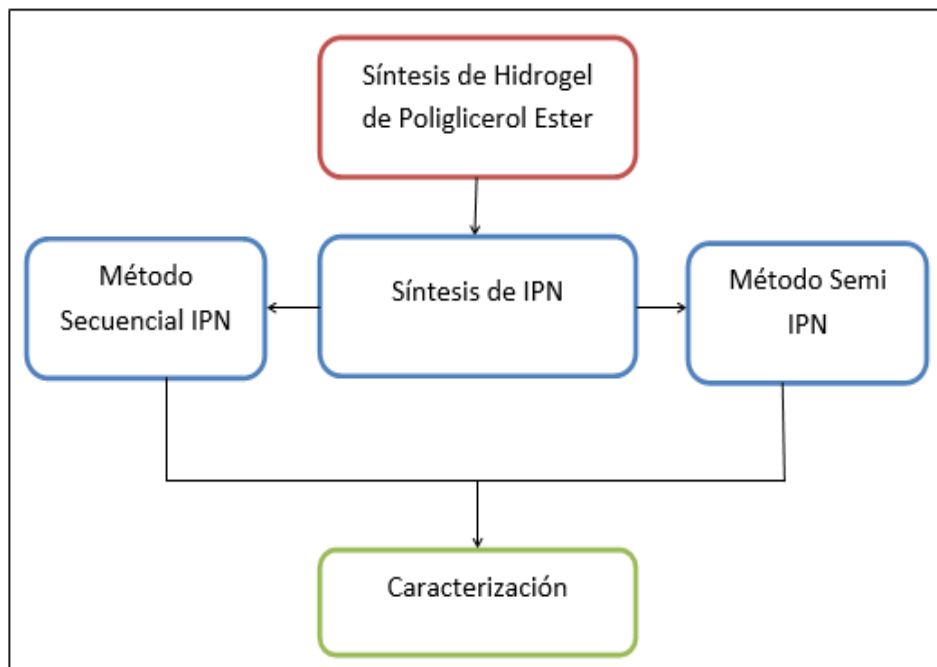 Síntesis de Hidrogel
de Poliglicerol Ester
Método
Secuencial IPN
Síntesis de IPN
Método Semi
IPN
Caracterización